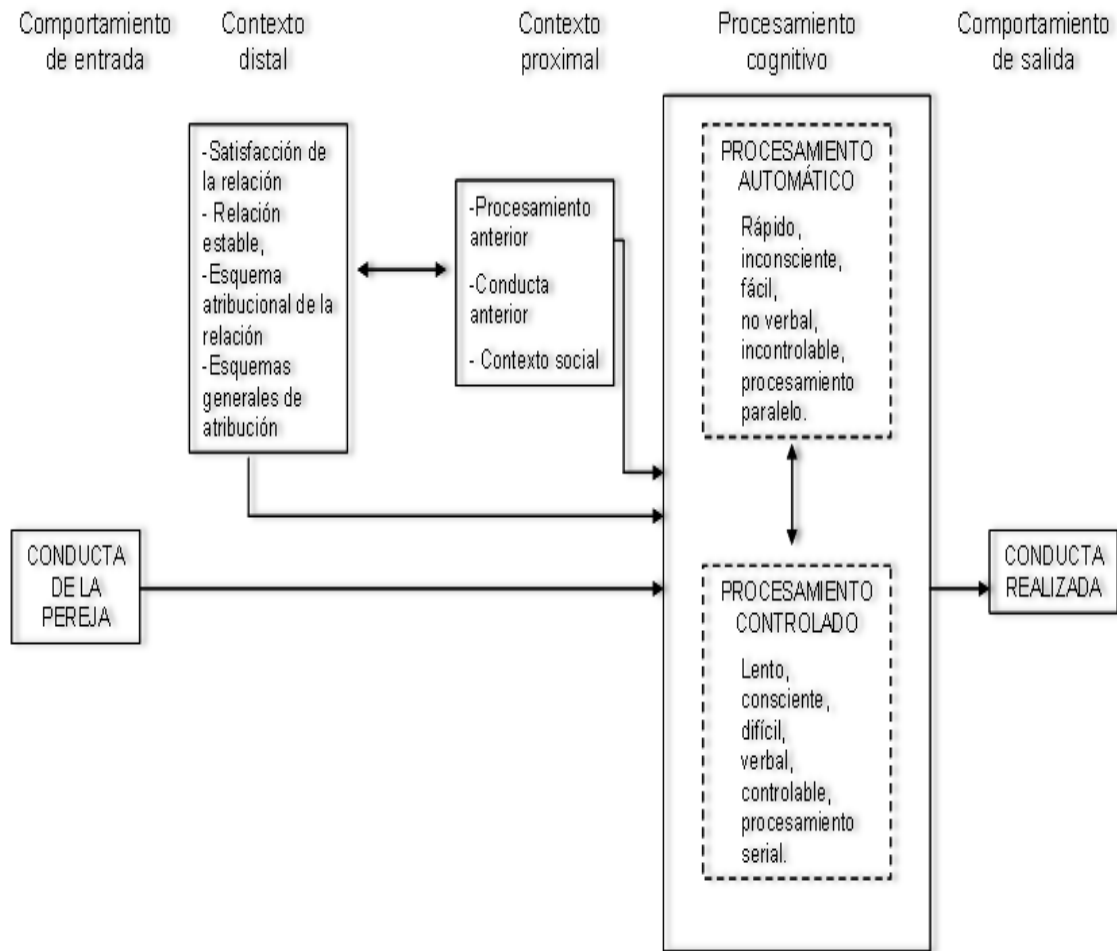 Comportamiento
de entrada
Contexto
distal
Contexto
proximal
Procesamiento
cognitivo
Comportamiento
de salida
-Satisfacción de
la relación
- Relación
estable,
-Esquema
atribucional de la
relación
-Esquemas
generales de
atribución
-Procesamiento
anterior
-Conducta
anterior
- Contexto social
PROCESAMIENTO
AUTOMÁTICO
Rápido,
inconsciente,
fácil,
no verbal,
incontrolable,
procesamiento
paralelo.
CONDUCTA
DE LA
PEREJA
PROCESAMIENTO
CONTROLADO
Lento,
consciente,
difícil,
verbal,
controlable,
procesamiento
serial.
CONDUCTA
REALIZADA